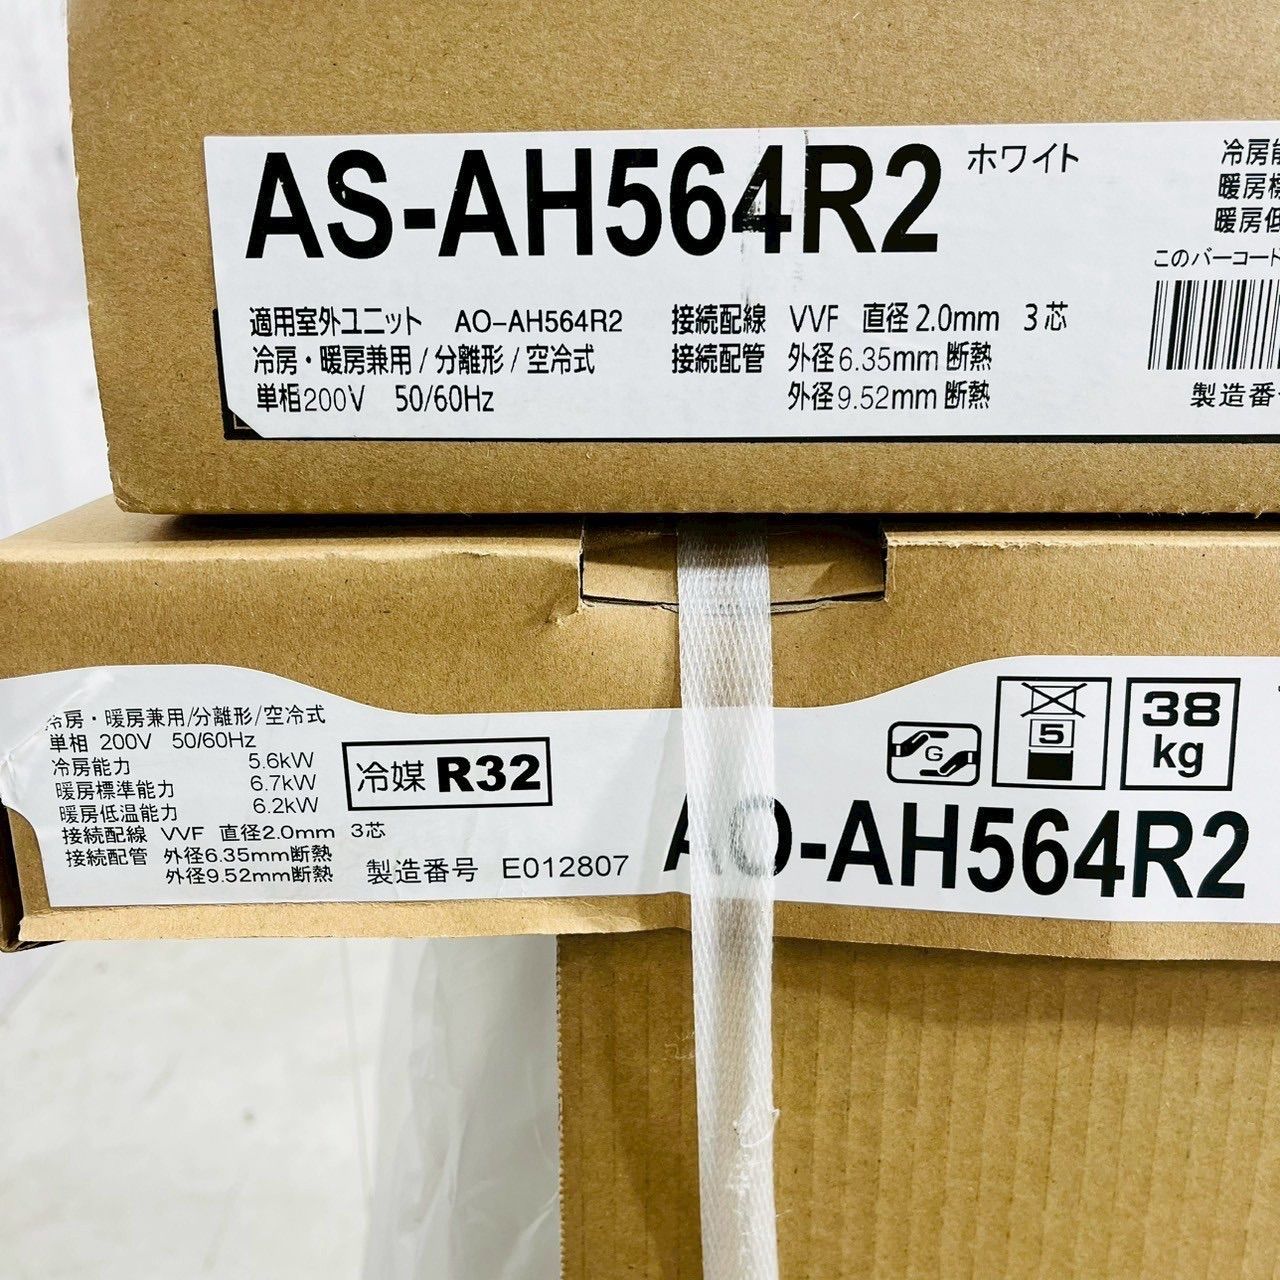 AS-AH564R2 ホワイト
適用室外ユニット AO-AH564R2
冷房・暖房兼用/分離形/空冷式
単相200V 50/60Hz
接続配線 VVF 直径2.0mm 3芯
接続配管 外径6.35mm断熱
外径9.52mm断熱
冷房
暖房
暖房低
このバーコード
製造番
冷房・暖房兼用/分離形/空冷式
単相 200V 50/60Hz
冷房能力 5.6kW
暖房標準能力 6.7kW
暖房低温能力 6.2kW
接続配線 VVF 直径2.0mm 3芯
接続配管 外径6.35mm断熱
外径9.52mm断熱
冷媒 R32
製造番号 E012807
G
5
38
kg
AO-AH564R2